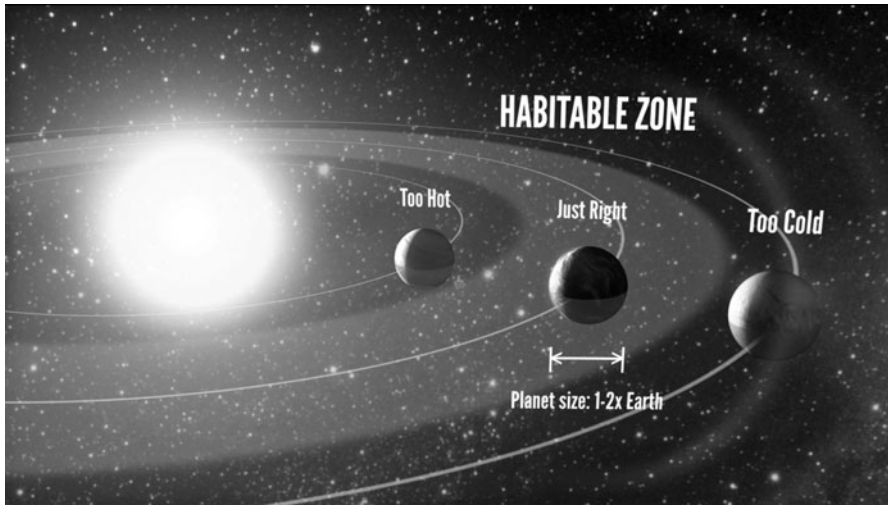 HABITABLE ZONE
Too Hot
Just Right
Too Cold
Planet size: 1-2x Earth